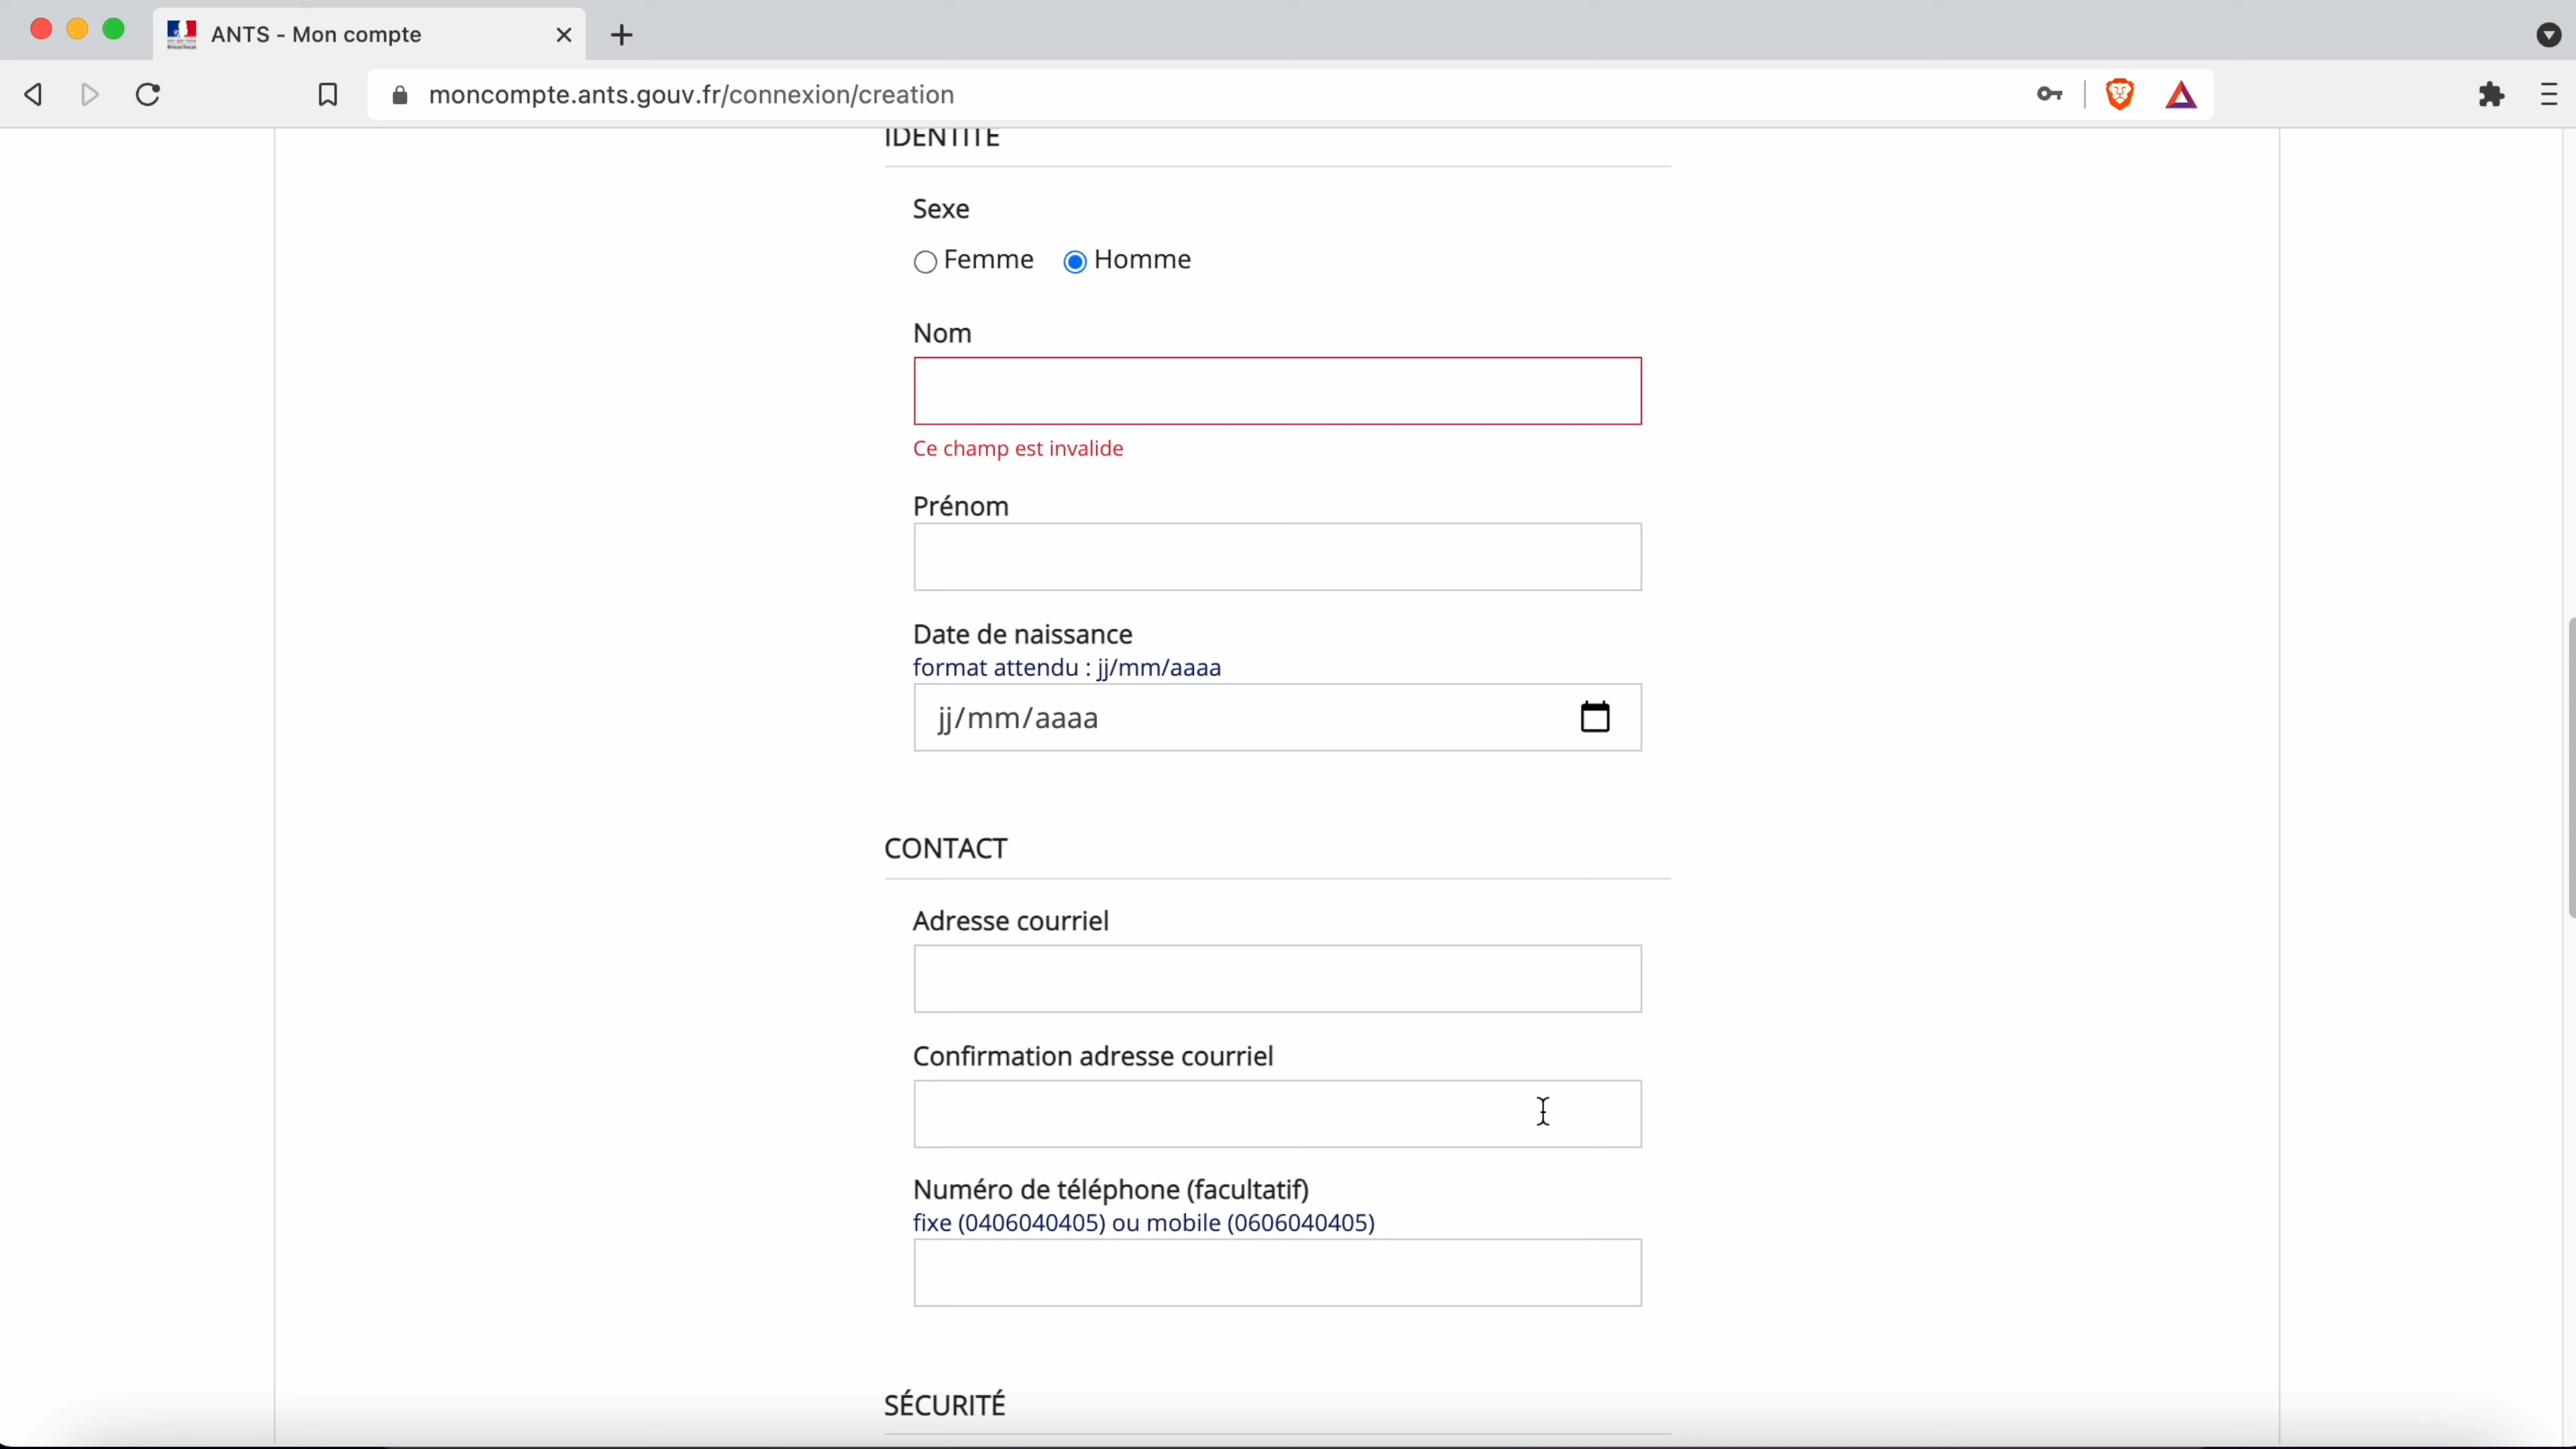 ANTS - Mon compte
moncompte.ants.gouv.fr/connexion/creation
IDENTITÉ
Sexe
Femme Homme
Nom
Ce champ est invalide
Prénom
Date de naissance
format attendu : jj/mm/aaaa
jj/mm/aaaa
CONTACT
Adresse courriel
Confirmation adresse courriel
Numéro de téléphone (facultatif)
fixe (0406040405) ou mobile (0606040405)
SÉCURITÉ